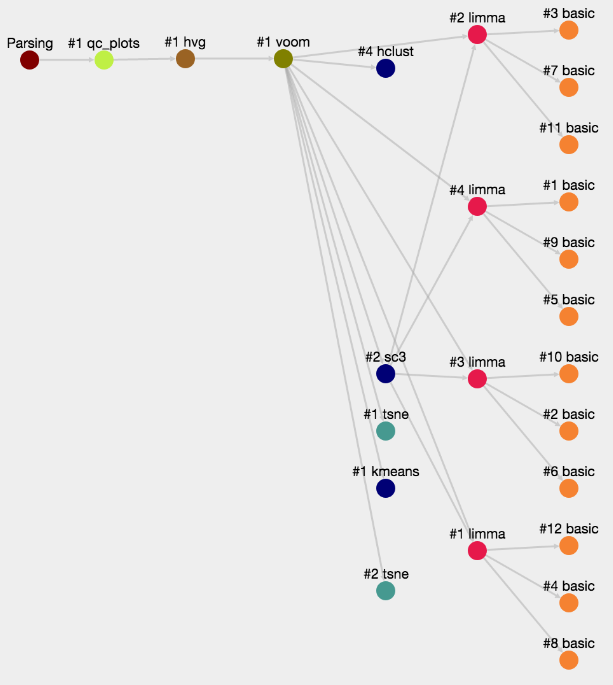 Parsing
#1 qc_plots
#1 hvg
#1 voom
#4 hclust
#2 limma
#3 basic
#7 basic
#11 basic
#4 limma
#1 basic
#9 basic
#5 basic
#2 sc3
#3 limma
#10 basic
#1 tsne
#2 basic
#1 kmeans
#6 basic
#1 limma
#12 basic
#2 tsne
#4 basic
#8 basic